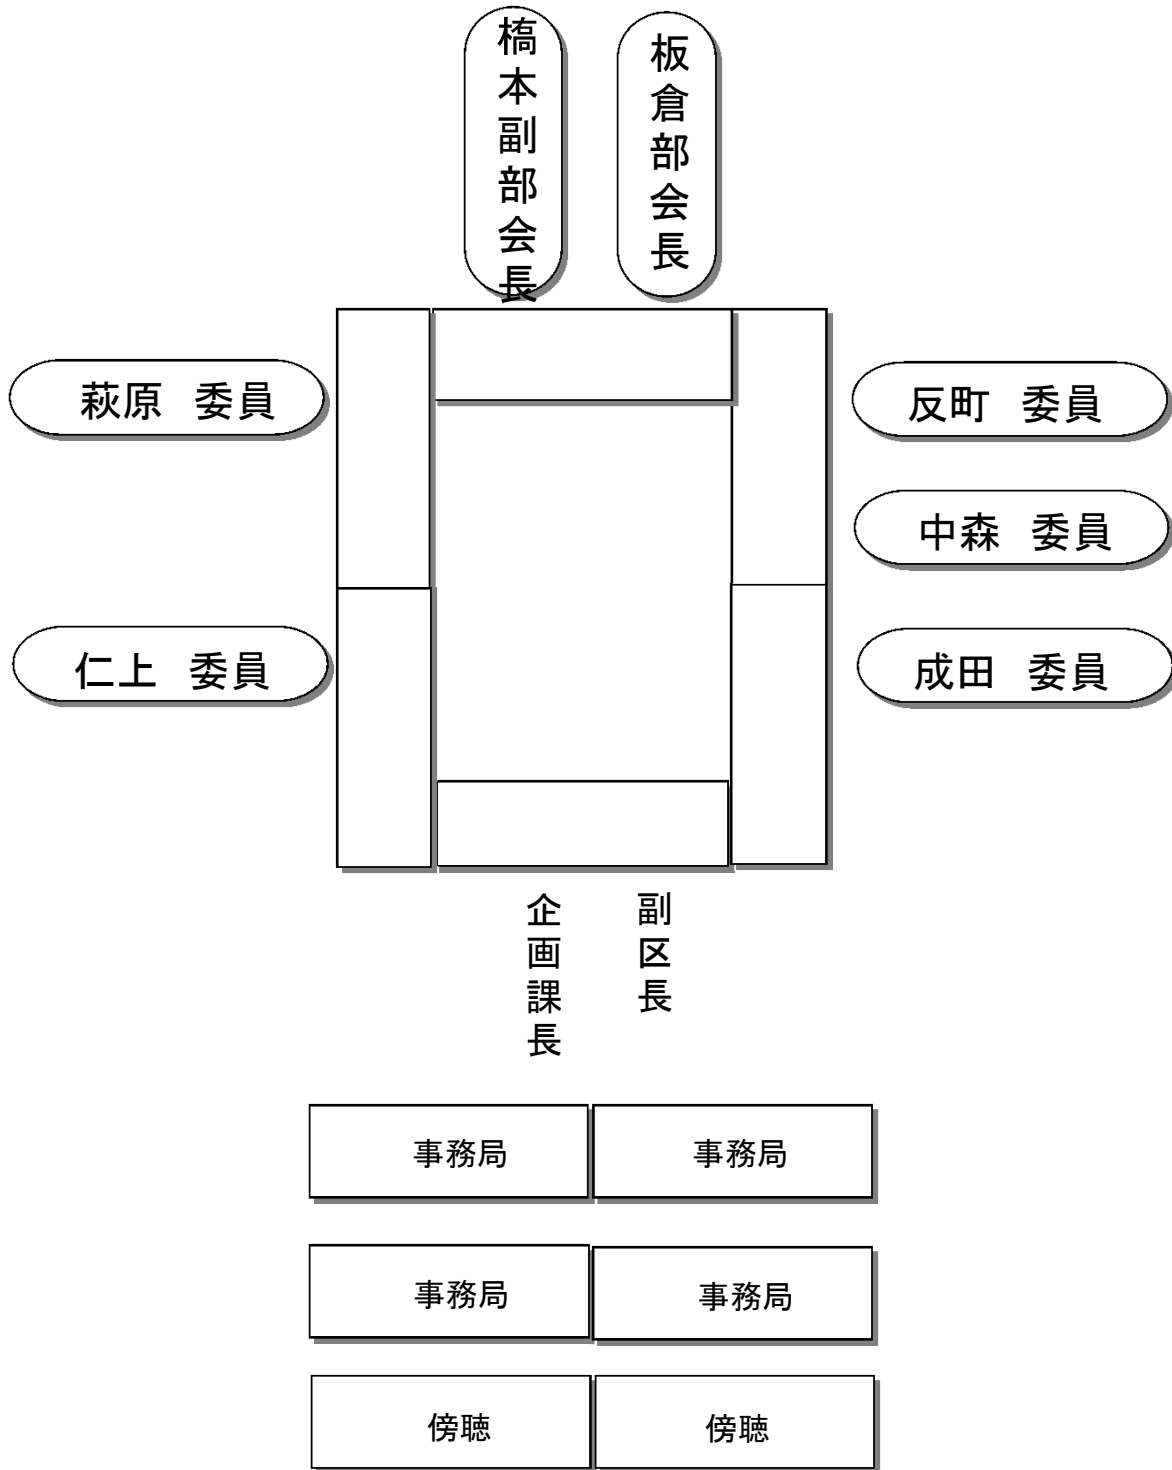 橋本副部会長
板倉部会長
萩原　委員
反町　委員
中森　委員
仁上　委員
成田　委員
企画課長
副区長
事務局
事務局
事務局
事務局
傍聴
傍聴